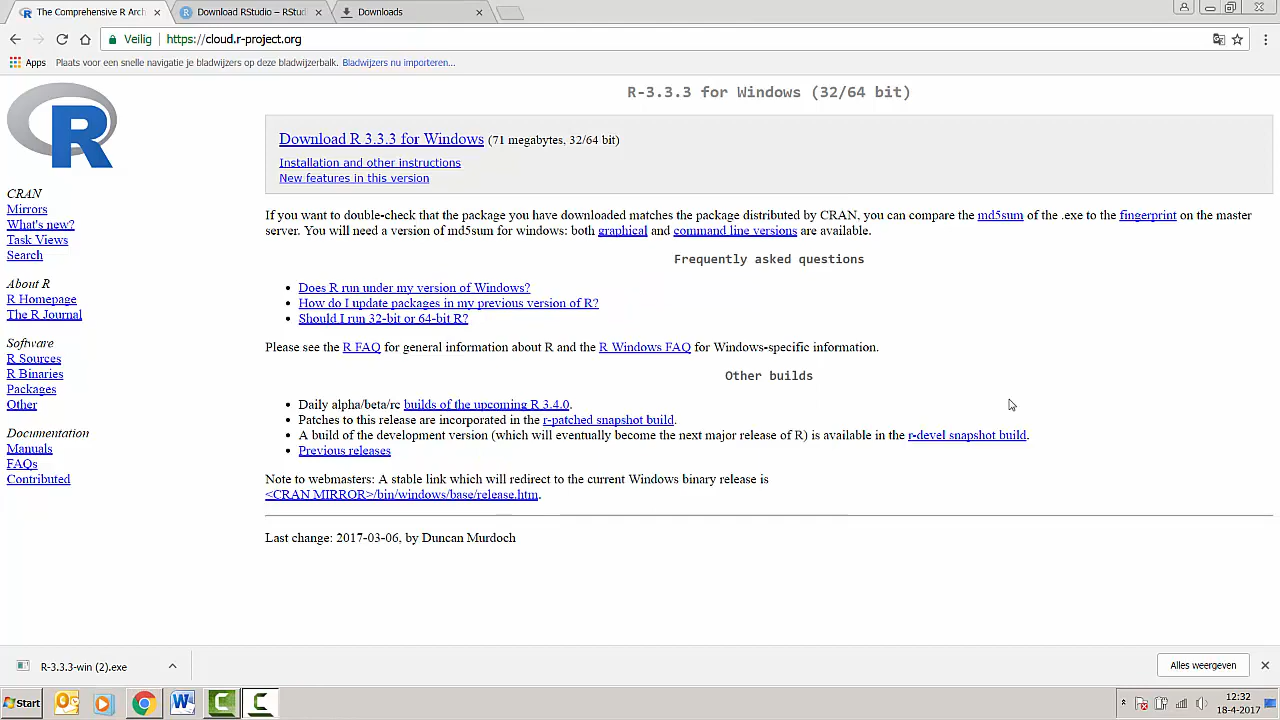 The Comprehensive R Arch
Download RStudio – RStud
Downloads
Veilig
https://cloud.r-project.org
Apps
Plaats voor een snelle navigatie je bladwijzers op deze bladwijzerbalk.
Bladwijzers nu importeren...
R
CRAN
Mirrors
What's new?
Task Views
Search
About R
R Homepage
The R Journal
Software
R Sources
R Binaries
Packages
Other
Documentation
Manuals
FAQs
Contributed
R-3.3.3 for Windows (32/64 bit)
Download R 3.3.3 for Windows (71 megabytes, 32/64 bit)
Installation and other instructions
New features in this version
If you want to double-check that the package you have downloaded matches the package distributed by CRAN, you can compare the md5sum of the .exe to the fingerprint on the master
server. You will need a version of md5sum for windows: both graphical and command line versions are available.
Frequently asked questions
Does R run under my version of Windows?
How do I update packages in my previous version of R?
Should I run 32-bit or 64-bit R?
Please see the R FAQ for general information about R and the R Windows FAQ for Windows-specific information.
Other builds
Daily alpha/beta/rc builds of the upcoming R 3.4.0.
Patches to this release are incorporated in the r-patched snapshot build.
A build of the development version (which will eventually become the next major release of R) is available in the r-devel snapshot build.
Previous releases
Note to webmasters: A stable link which will redirect to the current Windows binary release is
<CRAN MIRROR>/bin/windows/base/release.htm.
Last change: 2017-03-06, by Duncan Murdoch
R-3.3.3-win (2).exe
Alles weergeven
Start
12:32
18-4-2017